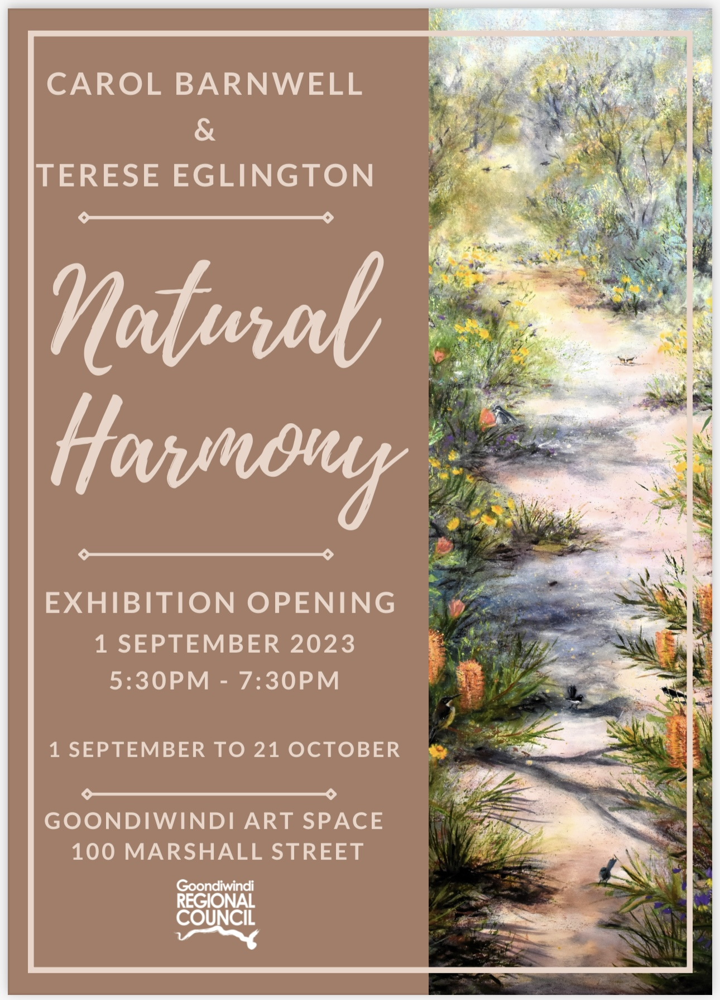 CAROL BARNWELL
&
TERESE EGLINGTON
Natural
Harmony
EXHIBITION OPENING
1 SEPTEMBER 2023
5:30PM - 7:30PM
1 SEPTEMBER TO 21 OCTOBER
GOONDIWINDI ART SPACE
100 MARSHALL STREET
Goondiwindi
REGIONAL
COUNCIL